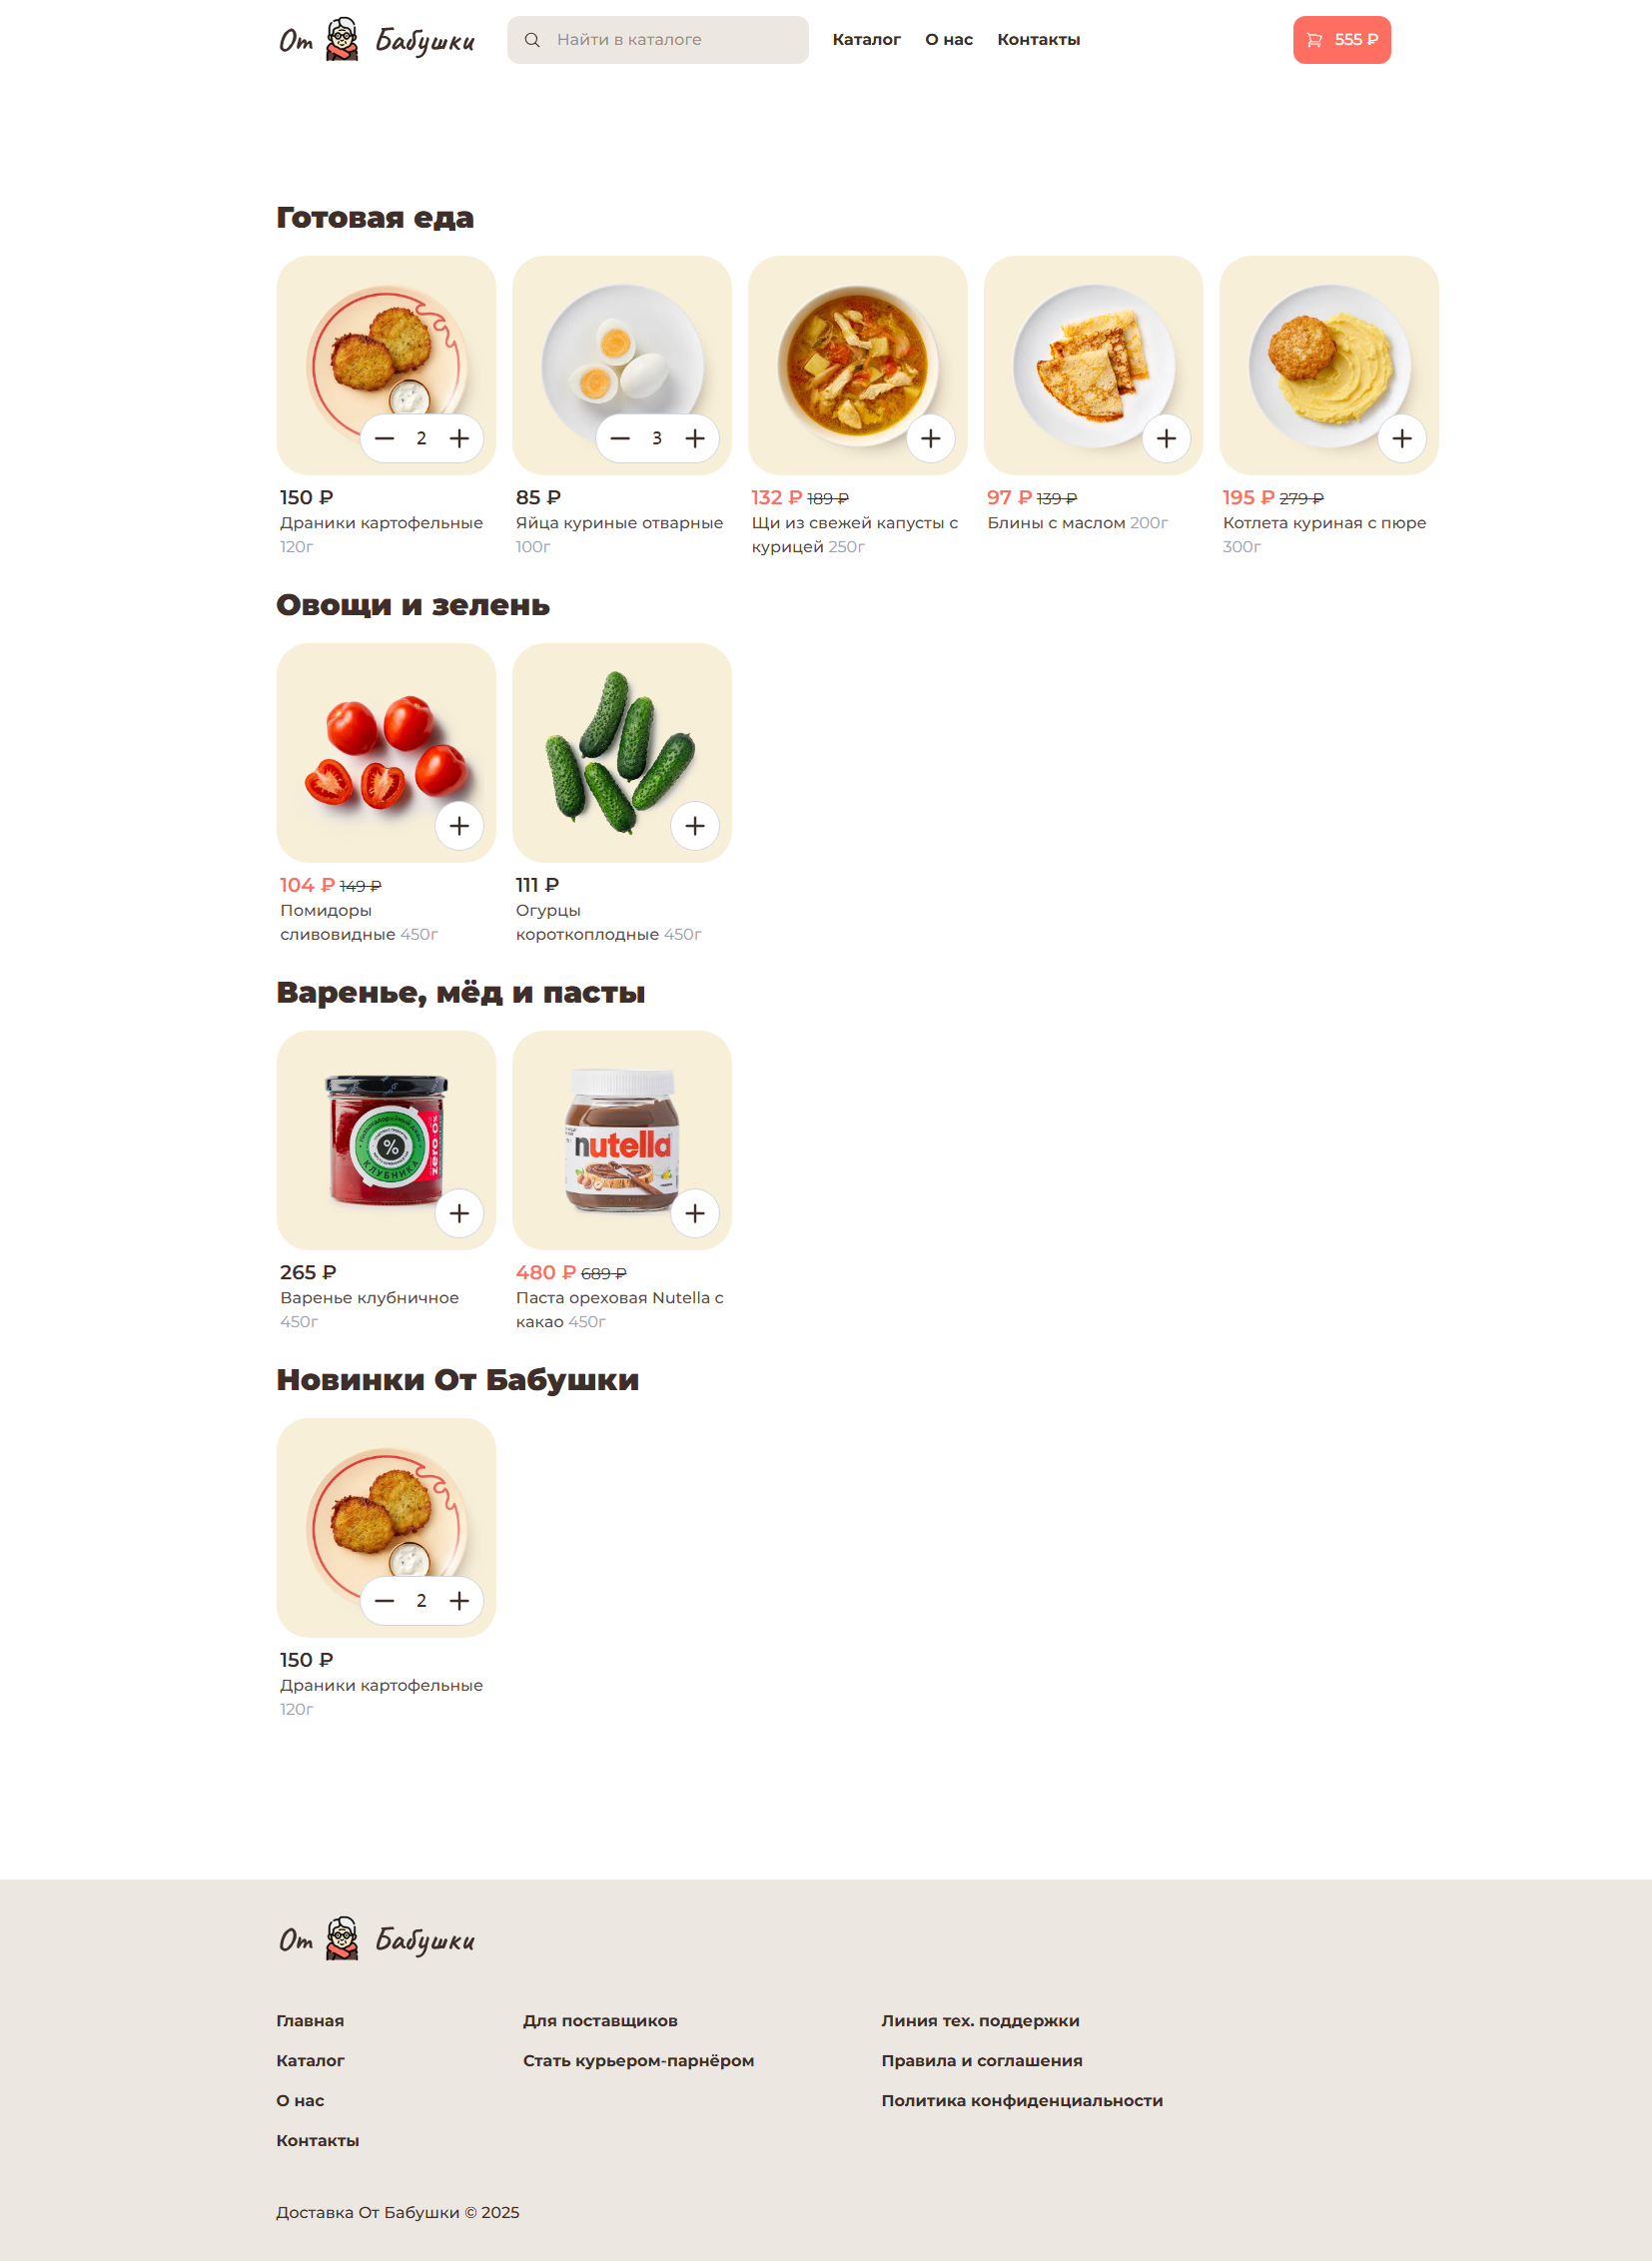 От Бабушки
Найти в каталоге
Каталог
О нас
Контакты
555 ₽
Готовая еда
2
3
150 ₽
Драники картофельные
120г
85 ₽
Яйца куриные отварные
100г
132 ₽ 189 ₽
Щи из свежей капусты с
курицей 250г
97 ₽ 139 ₽
Блины с маслом 200г
195 ₽ 279 ₽
Котлета куриная с пюре
300г
Овощи и зелень
104 ₽ 149 ₽
Помидоры
сливовидные 450г
111 ₽
Огурцы
короткоплодные 450г
Варенье, мёд и пасты
%
КЛУБНИКА
zero
nutella
265 ₽
Варенье клубничное
450г
480 ₽ 689 ₽
Паста ореховая Nutella с
какао 450г
Новинки От Бабушки
2
150 ₽
Драники картофельные
120г
От Бабушки
Главная
Каталог
О нас
Контакты
Для поставщиков
Стать курьером-парнёром
Линия тех. поддержки
Правила и соглашения
Политика конфиденциальности
Доставка От Бабушки © 2025